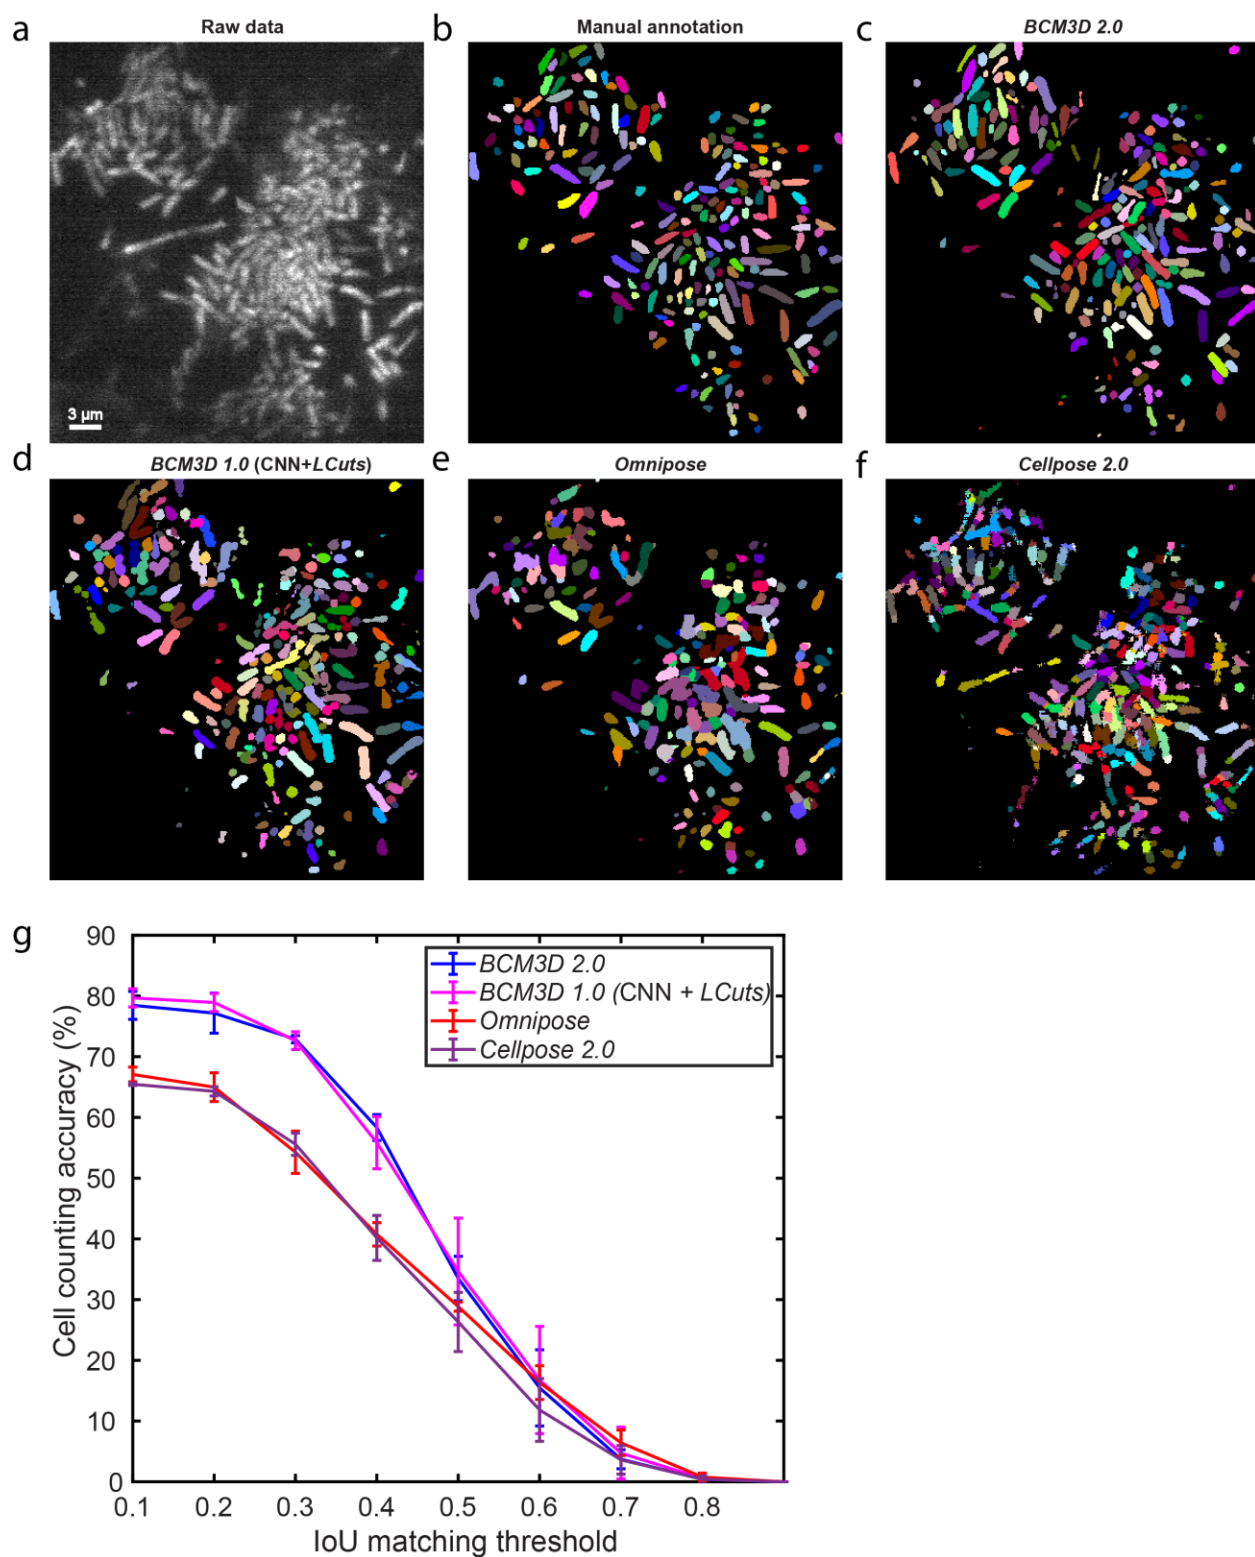 a
Raw data
b
Manual annotation
c
BCM3D 2.0
3 μm
d
BCM3D 1.0 (CNN+LCuts)
e
Omnipose
f
Cellpose 2.0
g
90
80
70
60
50
40
30
20
10
0
Cell counting accuracy (%)
BCM3D 2.0
BCM3D 1.0 (CNN + LCuts)
Omnipose
Cellpose 2.0
0.1 0.2 0.3 0.4 0.5 0.6 0.7 0.8
IoU matching threshold